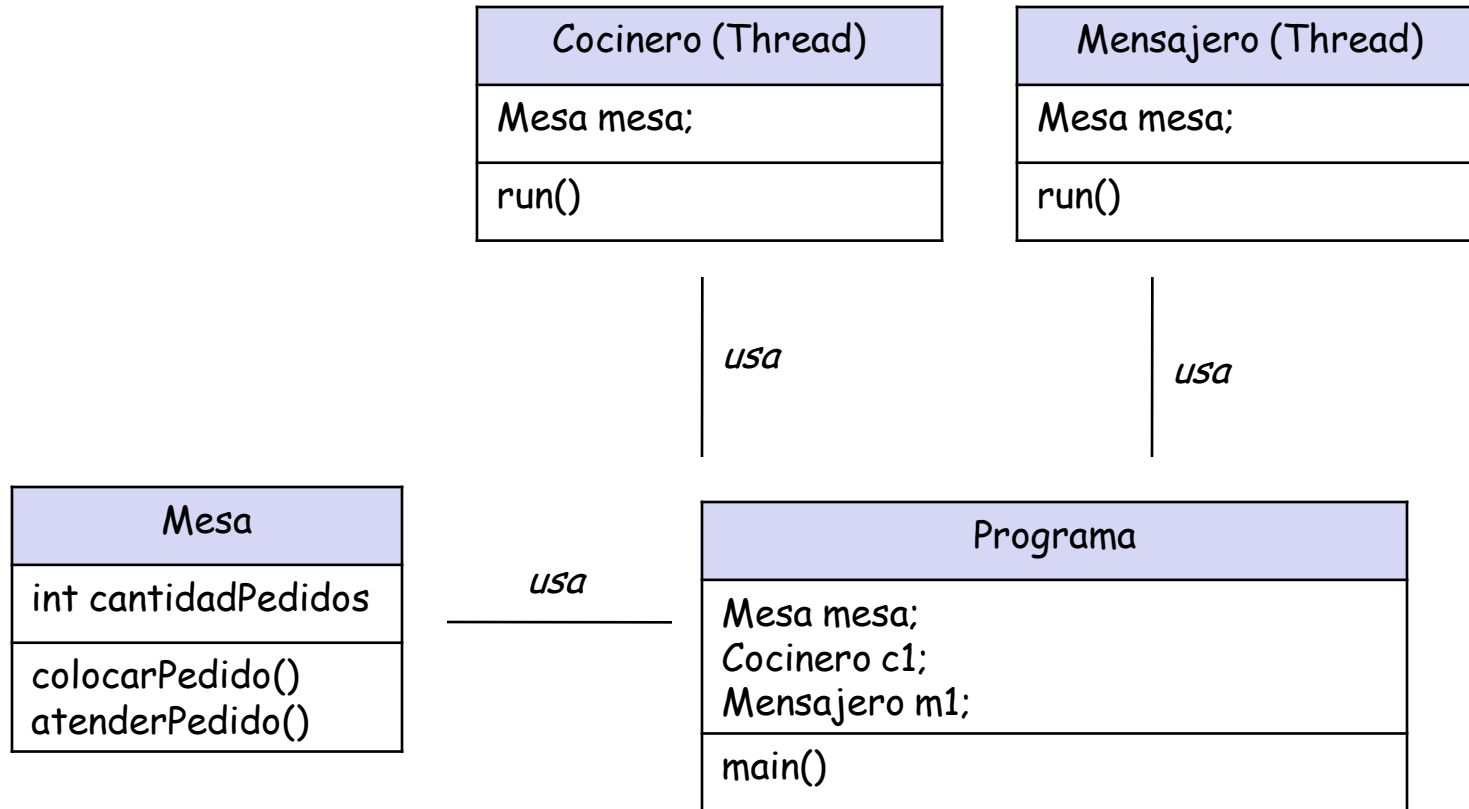 Cocinero (Thread)
Mesa mesa;
run()
Mensajero (Thread)
Mesa mesa;
run()
usa
usa
Mesa
int cantidadPedidos
colocarPedido()
atenderPedido()
usa
Programa
Mesa mesa;
Cocinero c1;
Mensajero m1;
main()